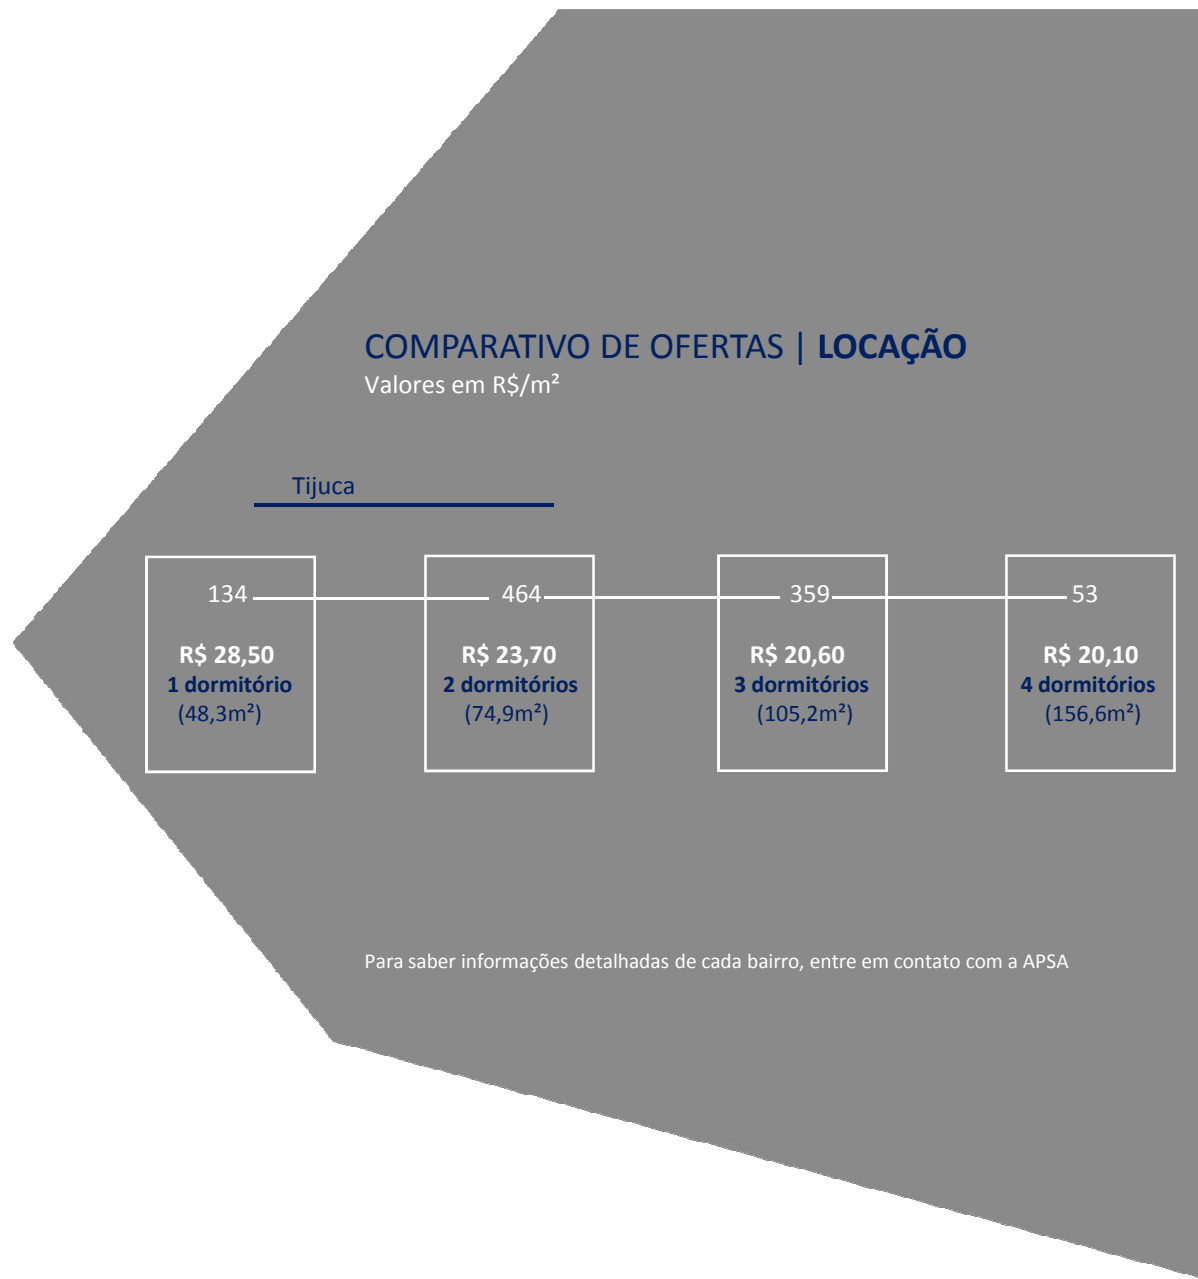 COMPARATIVO DE OFERTAS | LOCAÇÃO
Valores em R$/m²
Tijuca
134
R$ 28,50
1 dormitório
(48,3m²)
464
R$ 23,70
2 dormitórios
(74,9m²)
359
R$ 20,60
3 dormitórios
(105,2m²)
53
R$ 20,10
4 dormitórios
(156,6m²)
Para saber informações detalhadas de cada bairro, entre em contato com a APSA